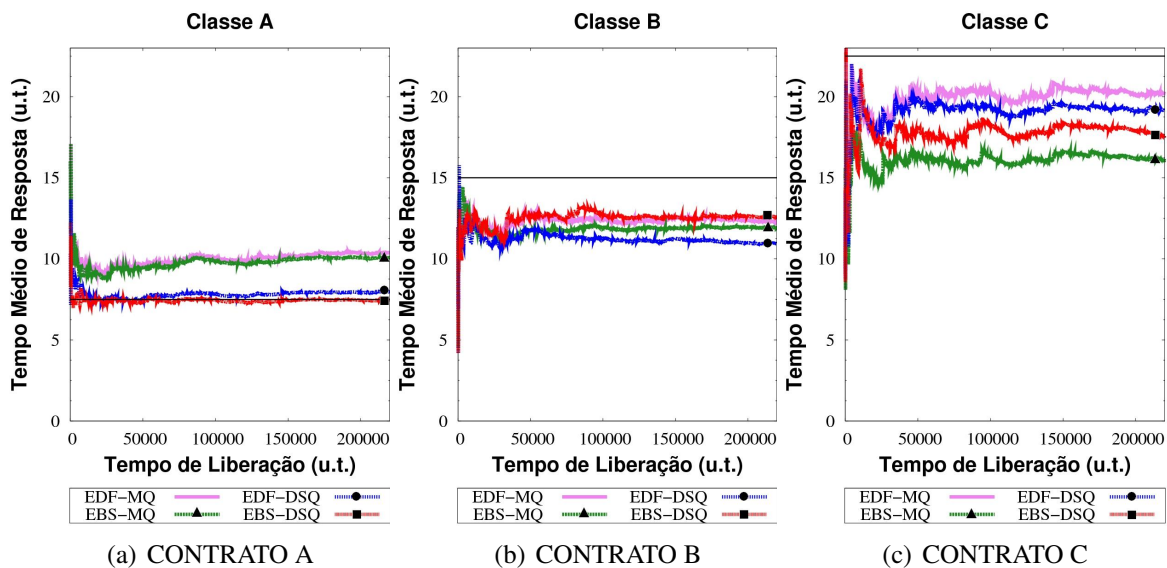 Classe A
Tempo Médio de Resposta (u.t.)
20
15
10
5
0
0 50000 100000 150000 200000
Tempo de Liberação (u.t.)
EDF−MQ EDF−DSQ
EBS−MQ EBS−DSQ
(a) CONTRATO A
Classe B
Tempo Médio de Resposta (u.t.)
20
15
10
5
0
0 50000 100000 150000 200000
Tempo de Liberação (u.t.)
EDF−MQ EDF−DSQ
EBS−MQ EBS−DSQ
(b) CONTRATO B
Classe C
Tempo Médio de Resposta (u.t.)
20
15
10
5
0
0 50000 100000 150000 200000
Tempo de Liberação (u.t.)
EDF−MQ EDF−DSQ
EBS−MQ EBS−DSQ
(c) CONTRATO C